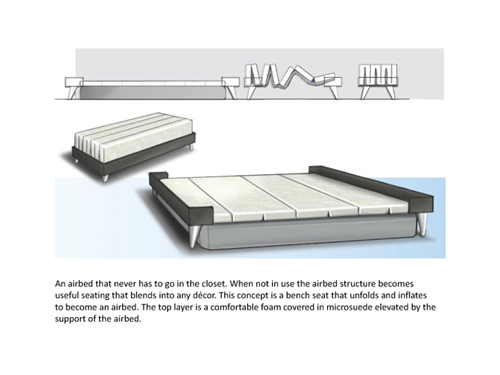 An airbed that never has to go in the closet. When not in use the airbed structure becomes
useful seating that blends into any décor. This concept is a bench seat that unfolds and inflates
to become an airbed. The top layer is a comfortable foam covered in microsuede elevated by the
support of the airbed.